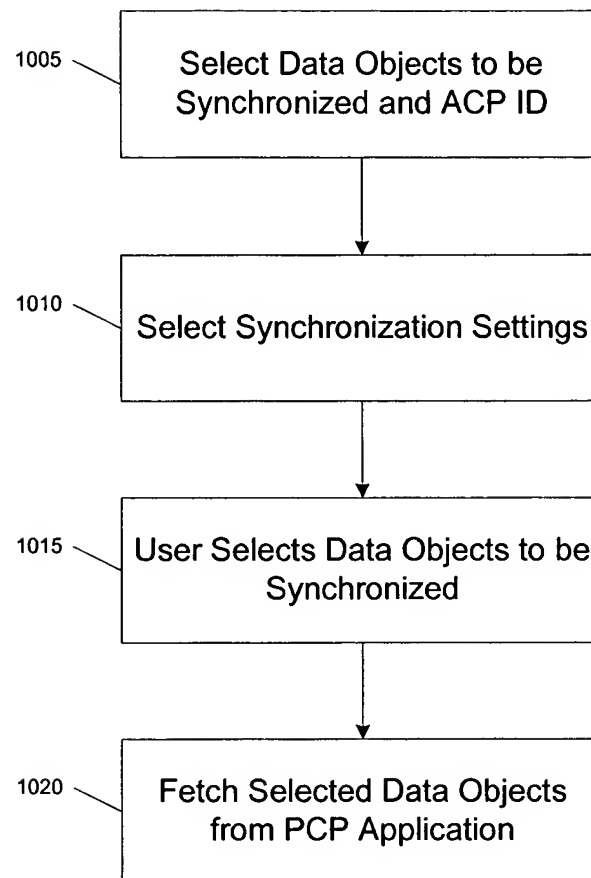 1005
Select Data Objects to be
Synchronized and ACP ID
1010
Select Synchronization Settings
1015
User Selects Data Objects to be
Synchronized
1020
Fetch Selected Data Objects
from PCP Application